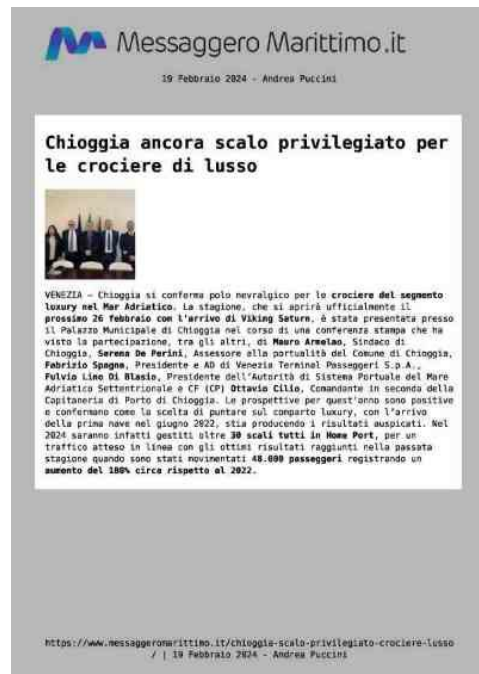 Messaggero Marittimo.it
19 Febbraio 2024 - Andrea Puccini
Chioggia ancora scalo privilegiato per
le crociere di lusso
VENEZIA – Chioggia si conferma polo nevralgico per le crociere del segmento
luxury nel Mar Adriatico. La stagione, che si aprirà ufficialmente il
prossimo 26 febbraio con l'arrivo di Viking Saturn, è stata presentata presso
il Palazzo Municipale di Chioggia nel corso di una conferenza stampa che ha
visto la partecipazione, tra gli altri, di Mauro Armelao, Sindaco di
Chioggia, Serena De Perini, Assessore alla portualità del Comune di Chioggia,
Fabrizio Spagna, Presidente e AD di Venezia Terminal Passeggeri S.p.A.,
Fulvio Lino Di Blasio, Presidente dell'Autorità di Sistema Portuale del Mare
Adriatico Settentrionale e CF (CP) Ottavio Cilio, Comandante in seconda della
Capitaneria di Porto di Chioggia. Le prospettive per quest'anno sono positive
e confermano come la scelta di puntare sul comparto luxury, con l'arrivo
della prima nave nel giugno 2022, stia producendo i risultati auspicati. Nel
2024 saranno infatti gestiti oltre 30 scali tutti in Home Port, per un
traffico atteso in linea con gli ottimi risultati raggiunti nella passata
stagione quando sono stati movimentati 48.000 passeggeri registrando un
aumento del 180% circa rispetto al 2022.
https://www.messaggeromarittimo.it/chioggia-scalo-privilegiato-crociere-lusso
/ | 19 Febbraio 2024 - Andrea Puccini